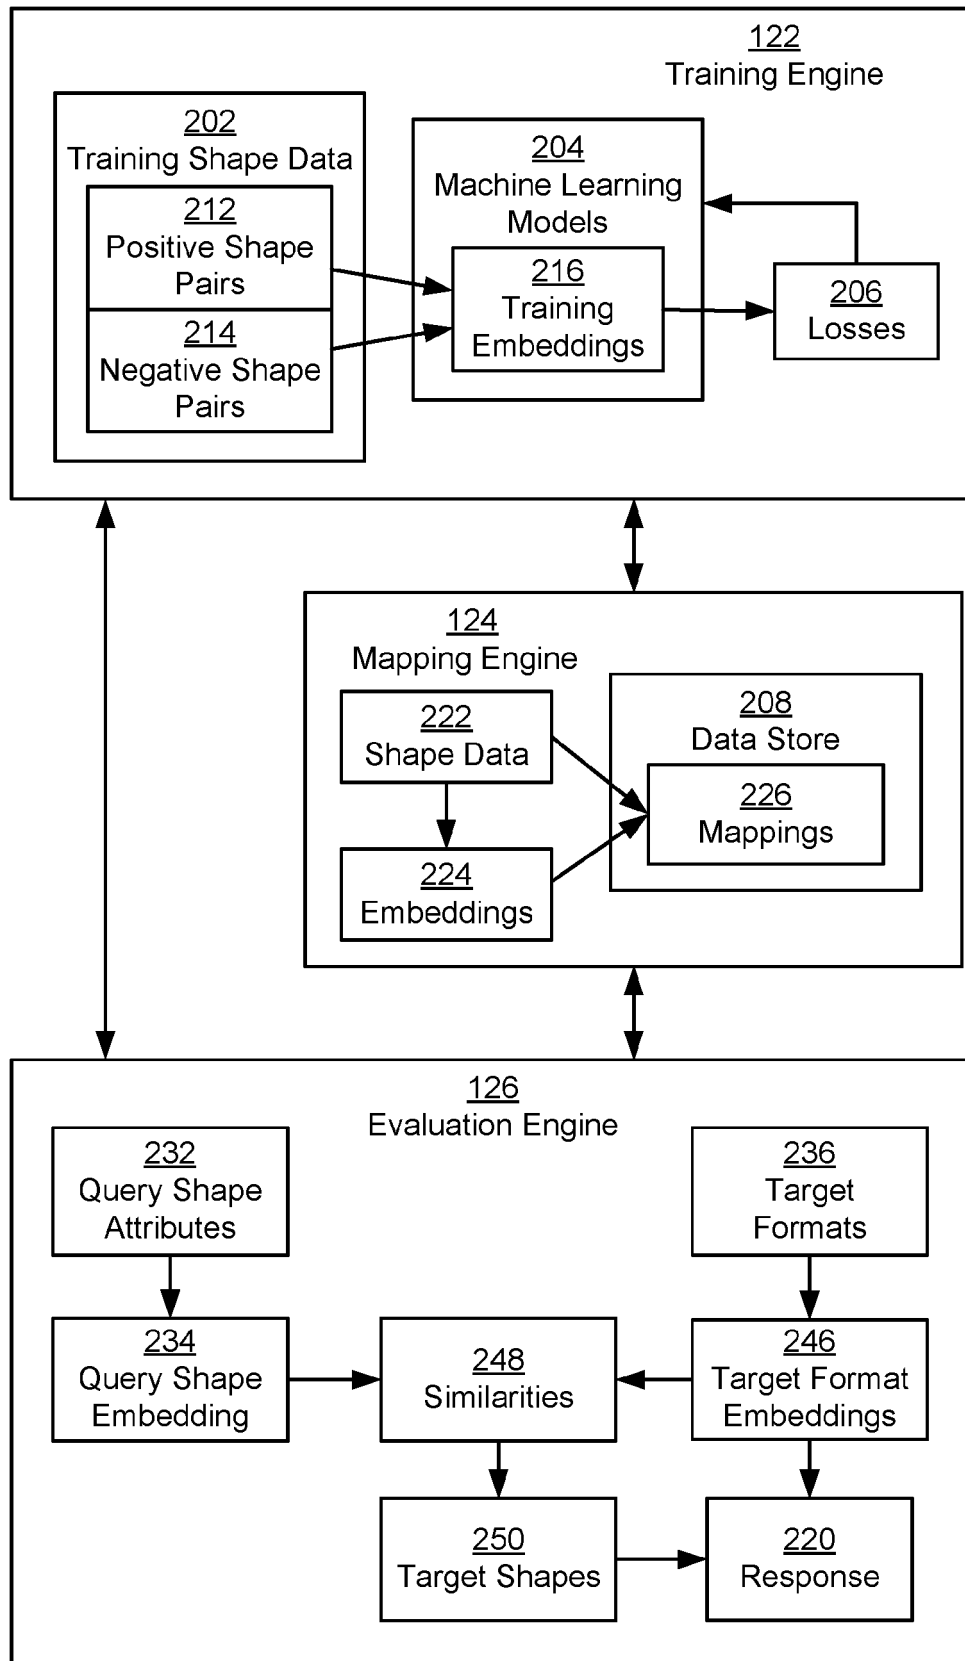 122
Training Engine
202
Training Shape Data
212
Positive Shape
Pairs
214
Negative Shape
Pairs
204
Machine Learning
Models
216
Training
Embeddings
206
Losses
124
Mapping Engine
222
Shape Data
224
Embeddings
208
Data Store
226
Mappings
126
Evaluation Engine
232
Query Shape
Attributes
236
Target
Formats
234
Query Shape
Embedding
248
Similarities
246
Target Format
Embeddings
250
Target Shapes
220
Response